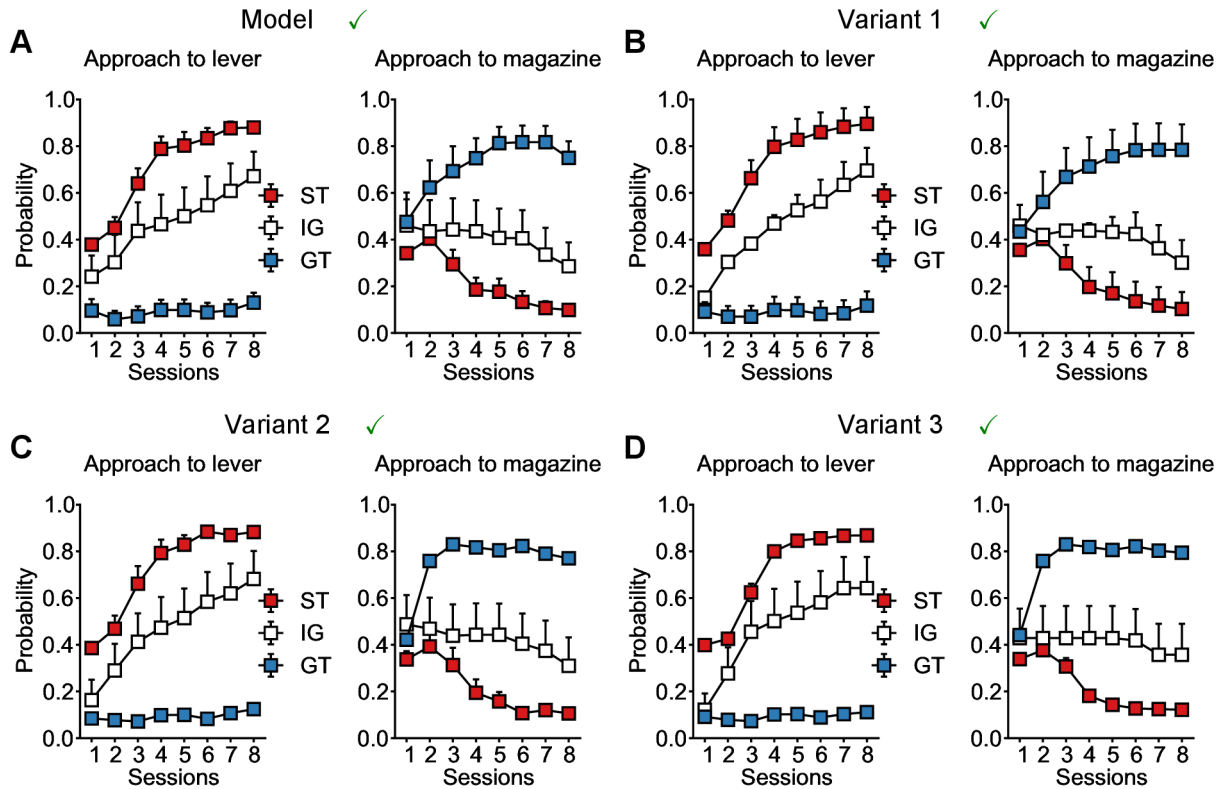 Model ✓
A
Approach to lever
Approach to magazine
Probability
1.0
0.8
0.6
0.4
0.2
0.0
1 2 3 4 5 6 7 8
Sessions
ST
IG
GT
1.0
0.8
0.6
0.4
0.2
0.0
1 2 3 4 5 6 7 8
Sessions
Variant 1 ✓
B
Approach to lever
Approach to magazine
Probability
1.0
0.8
0.6
0.4
0.2
0.0
1 2 3 4 5 6 7 8
Sessions
ST
IG
GT
1.0
0.8
0.6
0.4
0.2
0.0
1 2 3 4 5 6 7 8
Sessions
Variant 2 ✓
C
Approach to lever
Approach to magazine
Probability
1.0
0.8
0.6
0.4
0.2
0.0
1 2 3 4 5 6 7 8
Sessions
ST
IG
GT
1.0
0.8
0.6
0.4
0.2
0.0
1 2 3 4 5 6 7 8
Sessions
Variant 3 ✓
D
Approach to lever
Approach to magazine
Probability
1.0
0.8
0.6
0.4
0.2
0.0
1 2 3 4 5 6 7 8
Sessions
ST
IG
GT
1.0
0.8
0.6
0.4
0.2
0.0
1 2 3 4 5 6 7 8
Sessions